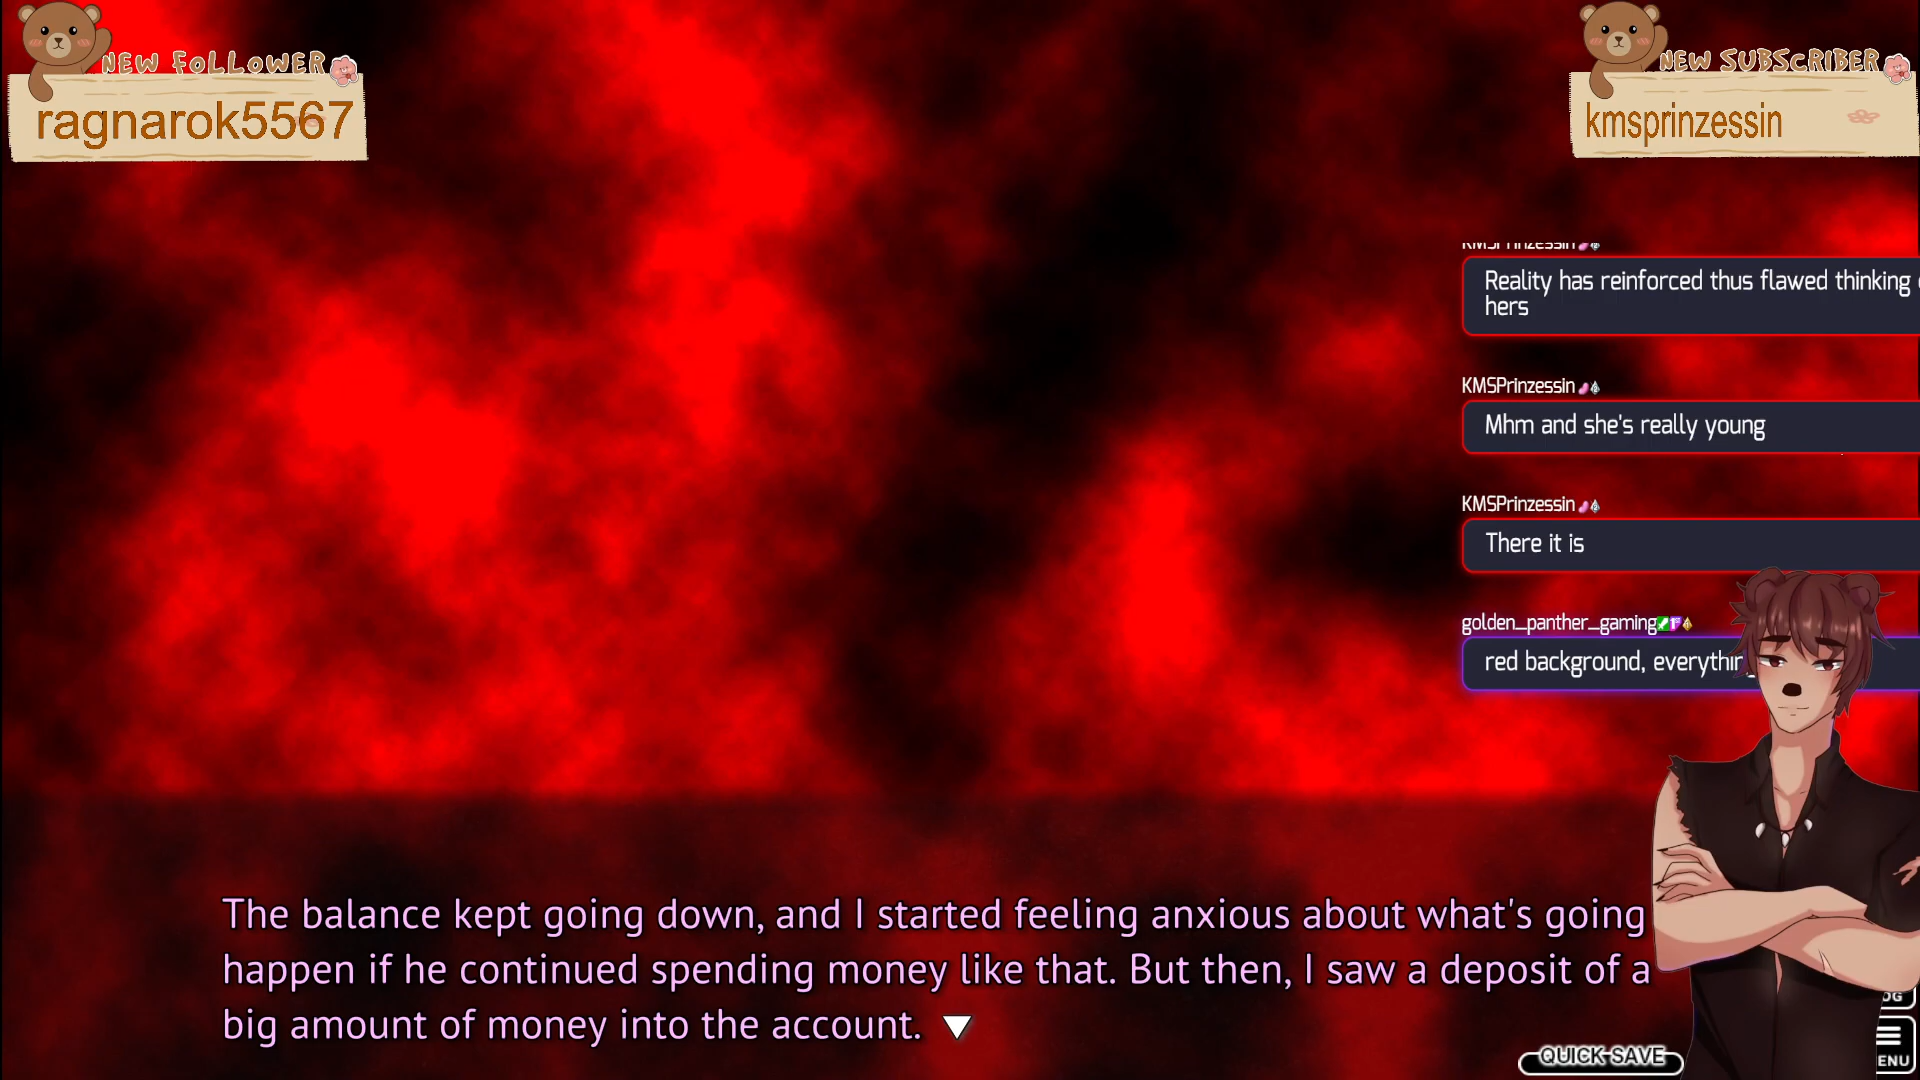 NEW FOLLOWER
ragnarok5567
NEW SUBSCRIBER
kmsprinzessin
KMSPrinzessin
Reality has reinforced thus flawed thinking
hers
KMSPrinzessin
Mhm and she's really young
KMSPrinzessin
There it is
golden_panther_gaming
red background,
The balance kept going down, and I started feeling anxious about what's going
happen if he continued spending money like that. But then, I saw a deposit of a
big amount of money into the account.
QUICK SAVE